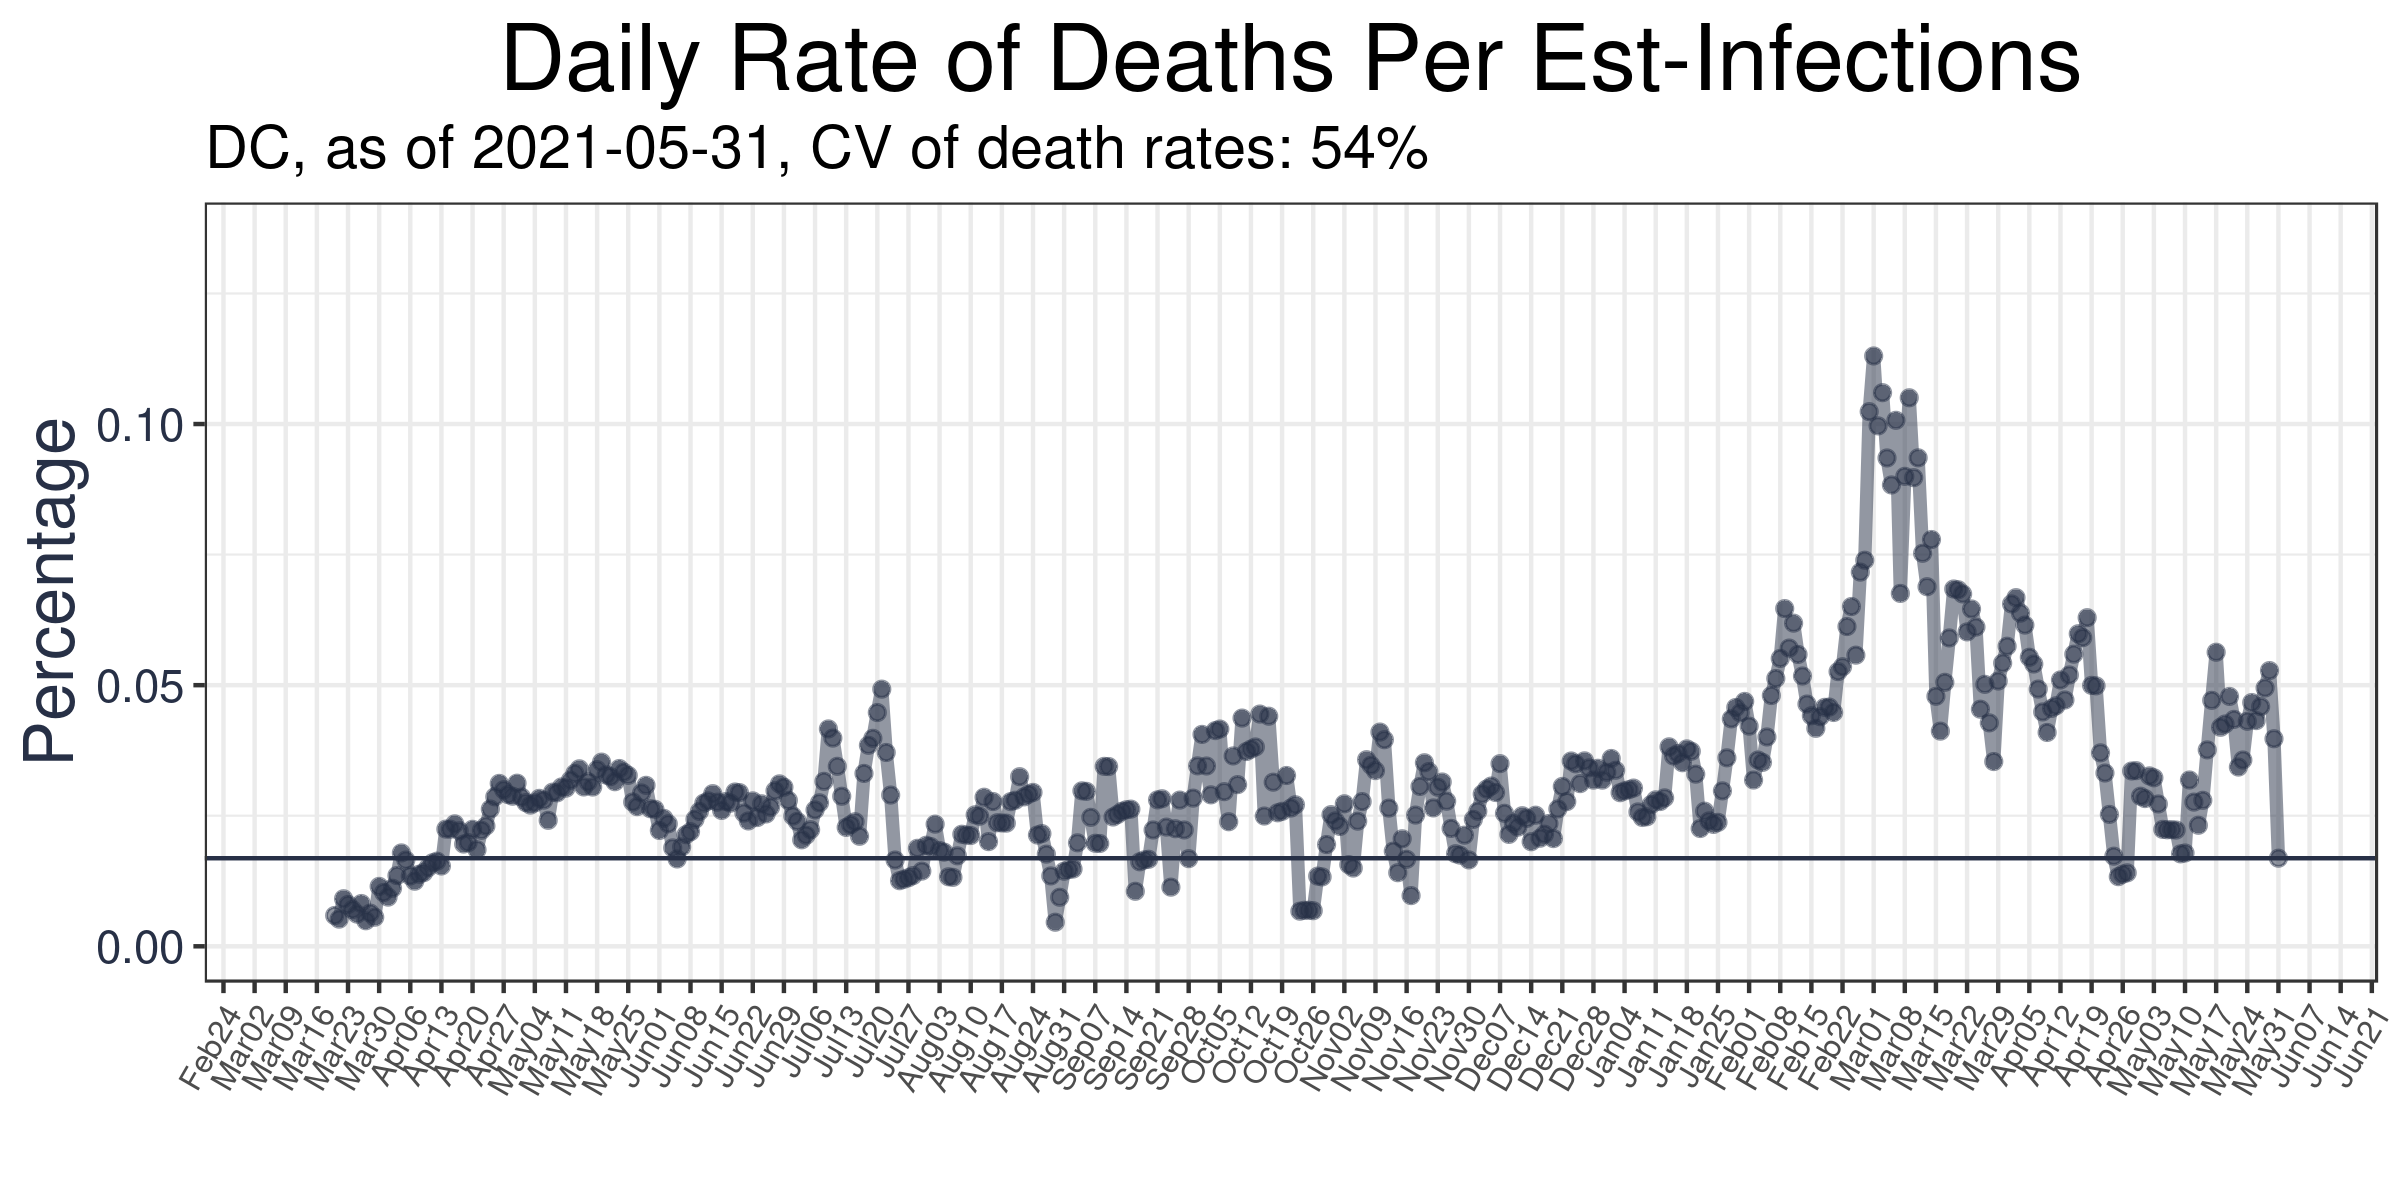 Daily Rate of Deaths Per Est-Infections
DC, as of 2021-05-31, CV of death rates: 54%
Percentage
0.10
0.05
0.00
Feb24
Mar02
Mar09
Mar16
Mar23
Mar30
Apr06
Apr13
Apr20
Apr27
May04
May11
May18
May25
Jun01
Jun08
Jun15
Jun22
Jun29
Jul06
Jul13
Jul20
Jul27
Aug03
Aug10
Aug17
Aug24
Aug31
Sep07
Sep14
Sep21
Sep28
Oct05
Oct12
Oct19
Oct26
Nov02
Nov09
Nov16
Nov23
Nov30
Dec07
Dec14
Dec21
Dec28
Jan04
Jan11
Jan18
Jan25
Feb01
Feb08
Feb15
Feb22
Mar01
Mar08
Mar15
Mar22
Mar29
Apr05
Apr12
Apr19
Apr26
May03
May10
May17
May24
May31
Jun07
Jun14
Jun21